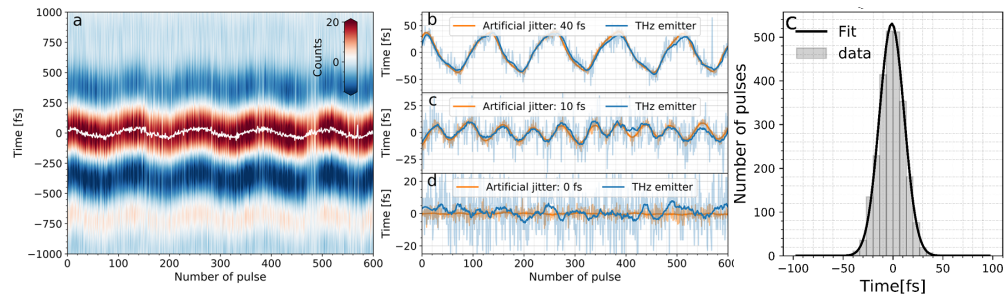 a
Time [fs]
1000
750
500
250
0
−250
−500
−750
−1000
0 100 200 300 400 500 600
Number of pulse
Counts
20
0
b
Time [fs]
50
0
−50
Artificial jitter: 40 fs THz emitter
c
Time [fs]
25
0
−25
Artificial jitter: 10 fs THz emitter
d
Time [fs]
20
0
−20
Artificial jitter: 0 fs THz emitter
0 100 200 300 400 500 600
Number of pulse
C
Number of pulses
500
400
300
200
100
0
Fit
data
−100 −50 0 50 100
Time[fs]